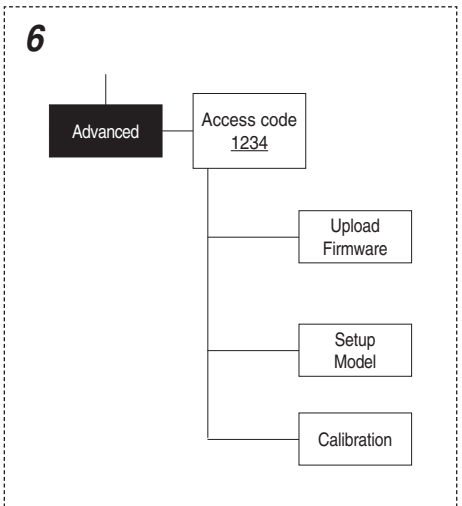 6
Advanced
Access code
1234
Upload
Firmware
Setup
Model
Calibration